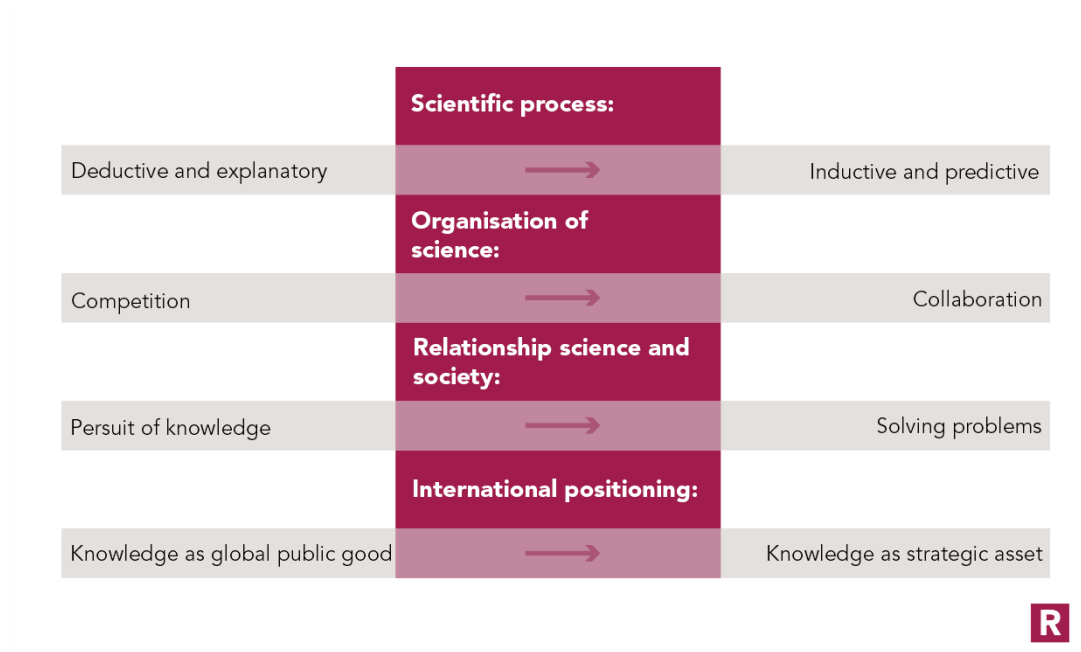 Scientific process:
Deductive and explanatory
Inductive and predictive
Organisation of
science:
Competition
Collaboration
Relationship science and
society:
Persuit of knowledge
Solving problems
International positioning:
Knowledge as global public good
Knowledge as strategic asset
R